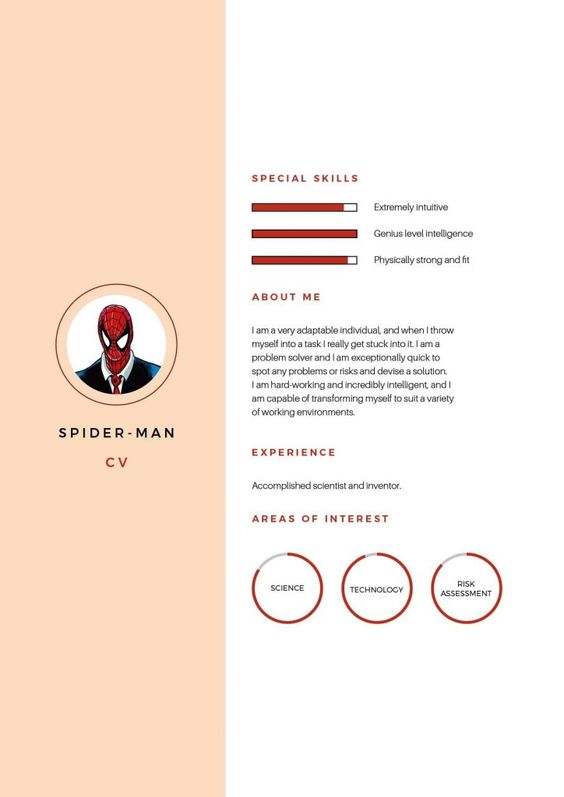 SPIDER-MAN
CV
SPECIAL SKILLS
Extremely intuitive
Genius level intelligence
Physically strong and fit
ABOUT ME
I am a very adaptable individual, and when I throw
myself into a task I really get stuck into it. I am a
problem solver and I am exceptionally quick to
spot any problems or risks and devise a solution.
I am hard-working and incredibly intelligent, and I
am capable of transforming myself to suit a variety
of working environments.
EXPERIENCE
Accomplished scientist and inventor.
AREAS OF INTEREST
SCIENCE
TECHNOLOGY
RISK
ASSESSMENT